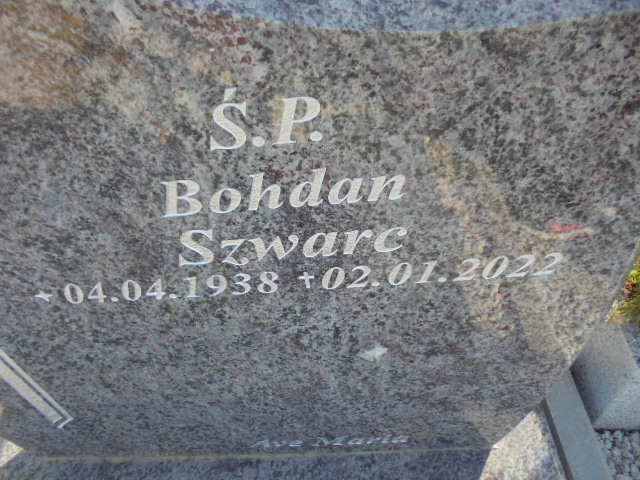 Ś.P.
Bohdan
Szwarc
*04.04.1938 +02.01.2022
Ave Maria